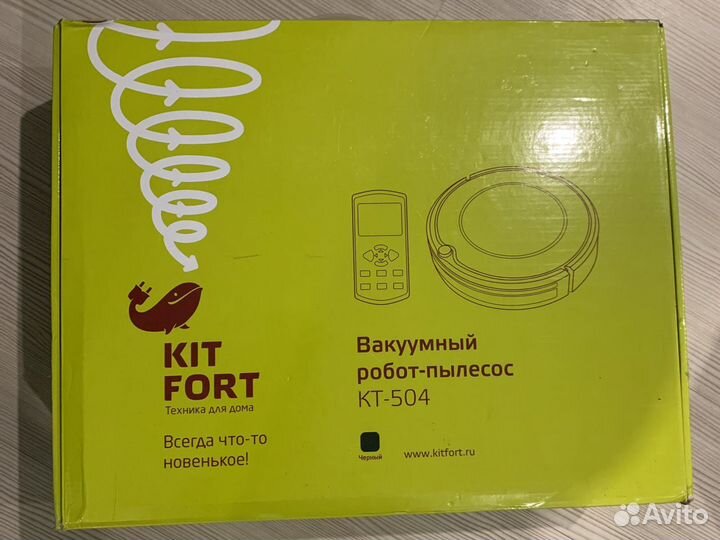 KIT
FORT
Техника для дома
Всегда что-то
новенькое!
Вакуумный
робот-пылесос
КТ-504
Черный
www.kitfort.ru
Avito